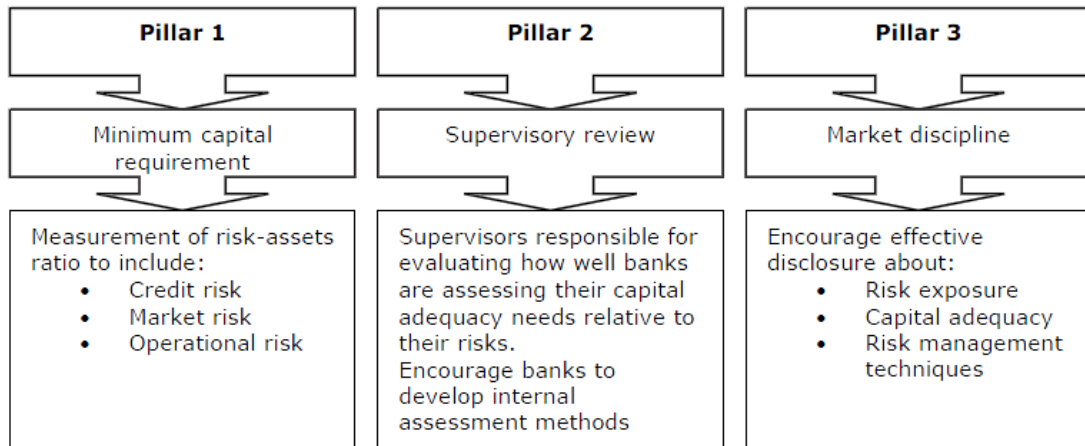 Pillar 1
Minimum capital
requirement
Measurement of risk-assets
ratio to include:
• Credit risk
• Market risk
• Operational risk
Pillar 2
Supervisory review
Supervisors responsible for
evaluating how well banks
are assessing their capital
adequacy needs relative to
their risks.
Encourage banks to
develop internal
assessment methods
Pillar 3
Market discipline
Encourage effective
disclosure about:
• Risk exposure
• Capital adequacy
• Risk management
techniques